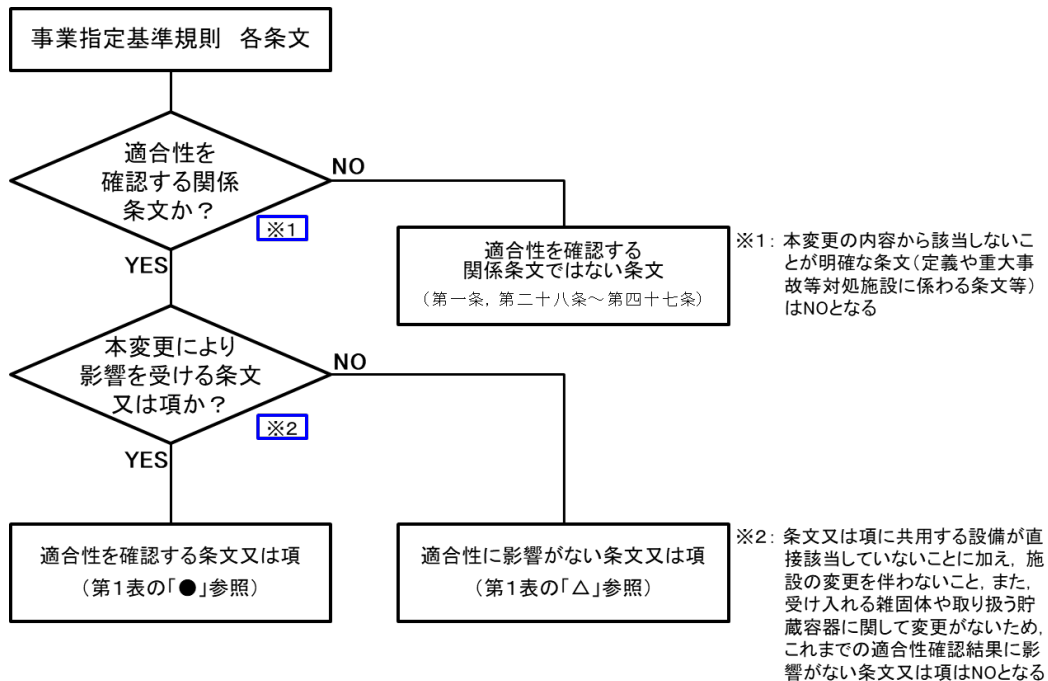 事業指定基準規則　各条文
適合性を
確認する関係
条文か？
NO
※1
YES
適合性を確認する
関係条文ではない条文
（第一条，第二十八条～第四十七条）
※1： 本変更の内容から該当しないこ
とが明確な条文（定義や重大事
故等対処施設に係わる条文等）
はNOとなる
本変更により
影響を受ける条文
又は項か？
NO
※2
YES
適合性を確認する条文又は項
（第1表の「●」参照）
適合性に影響がない条文又は項
（第1表の「△」参照）
※2： 条文又は項に共用する設備が直
接該当していないことに加え，施
設の変更を伴わないこと，また，
受け入れる雑固体や取り扱う貯
蔵容器に関して変更がないため，
これまでの適合性確認結果に影
響がない条文又は項はNOとなる